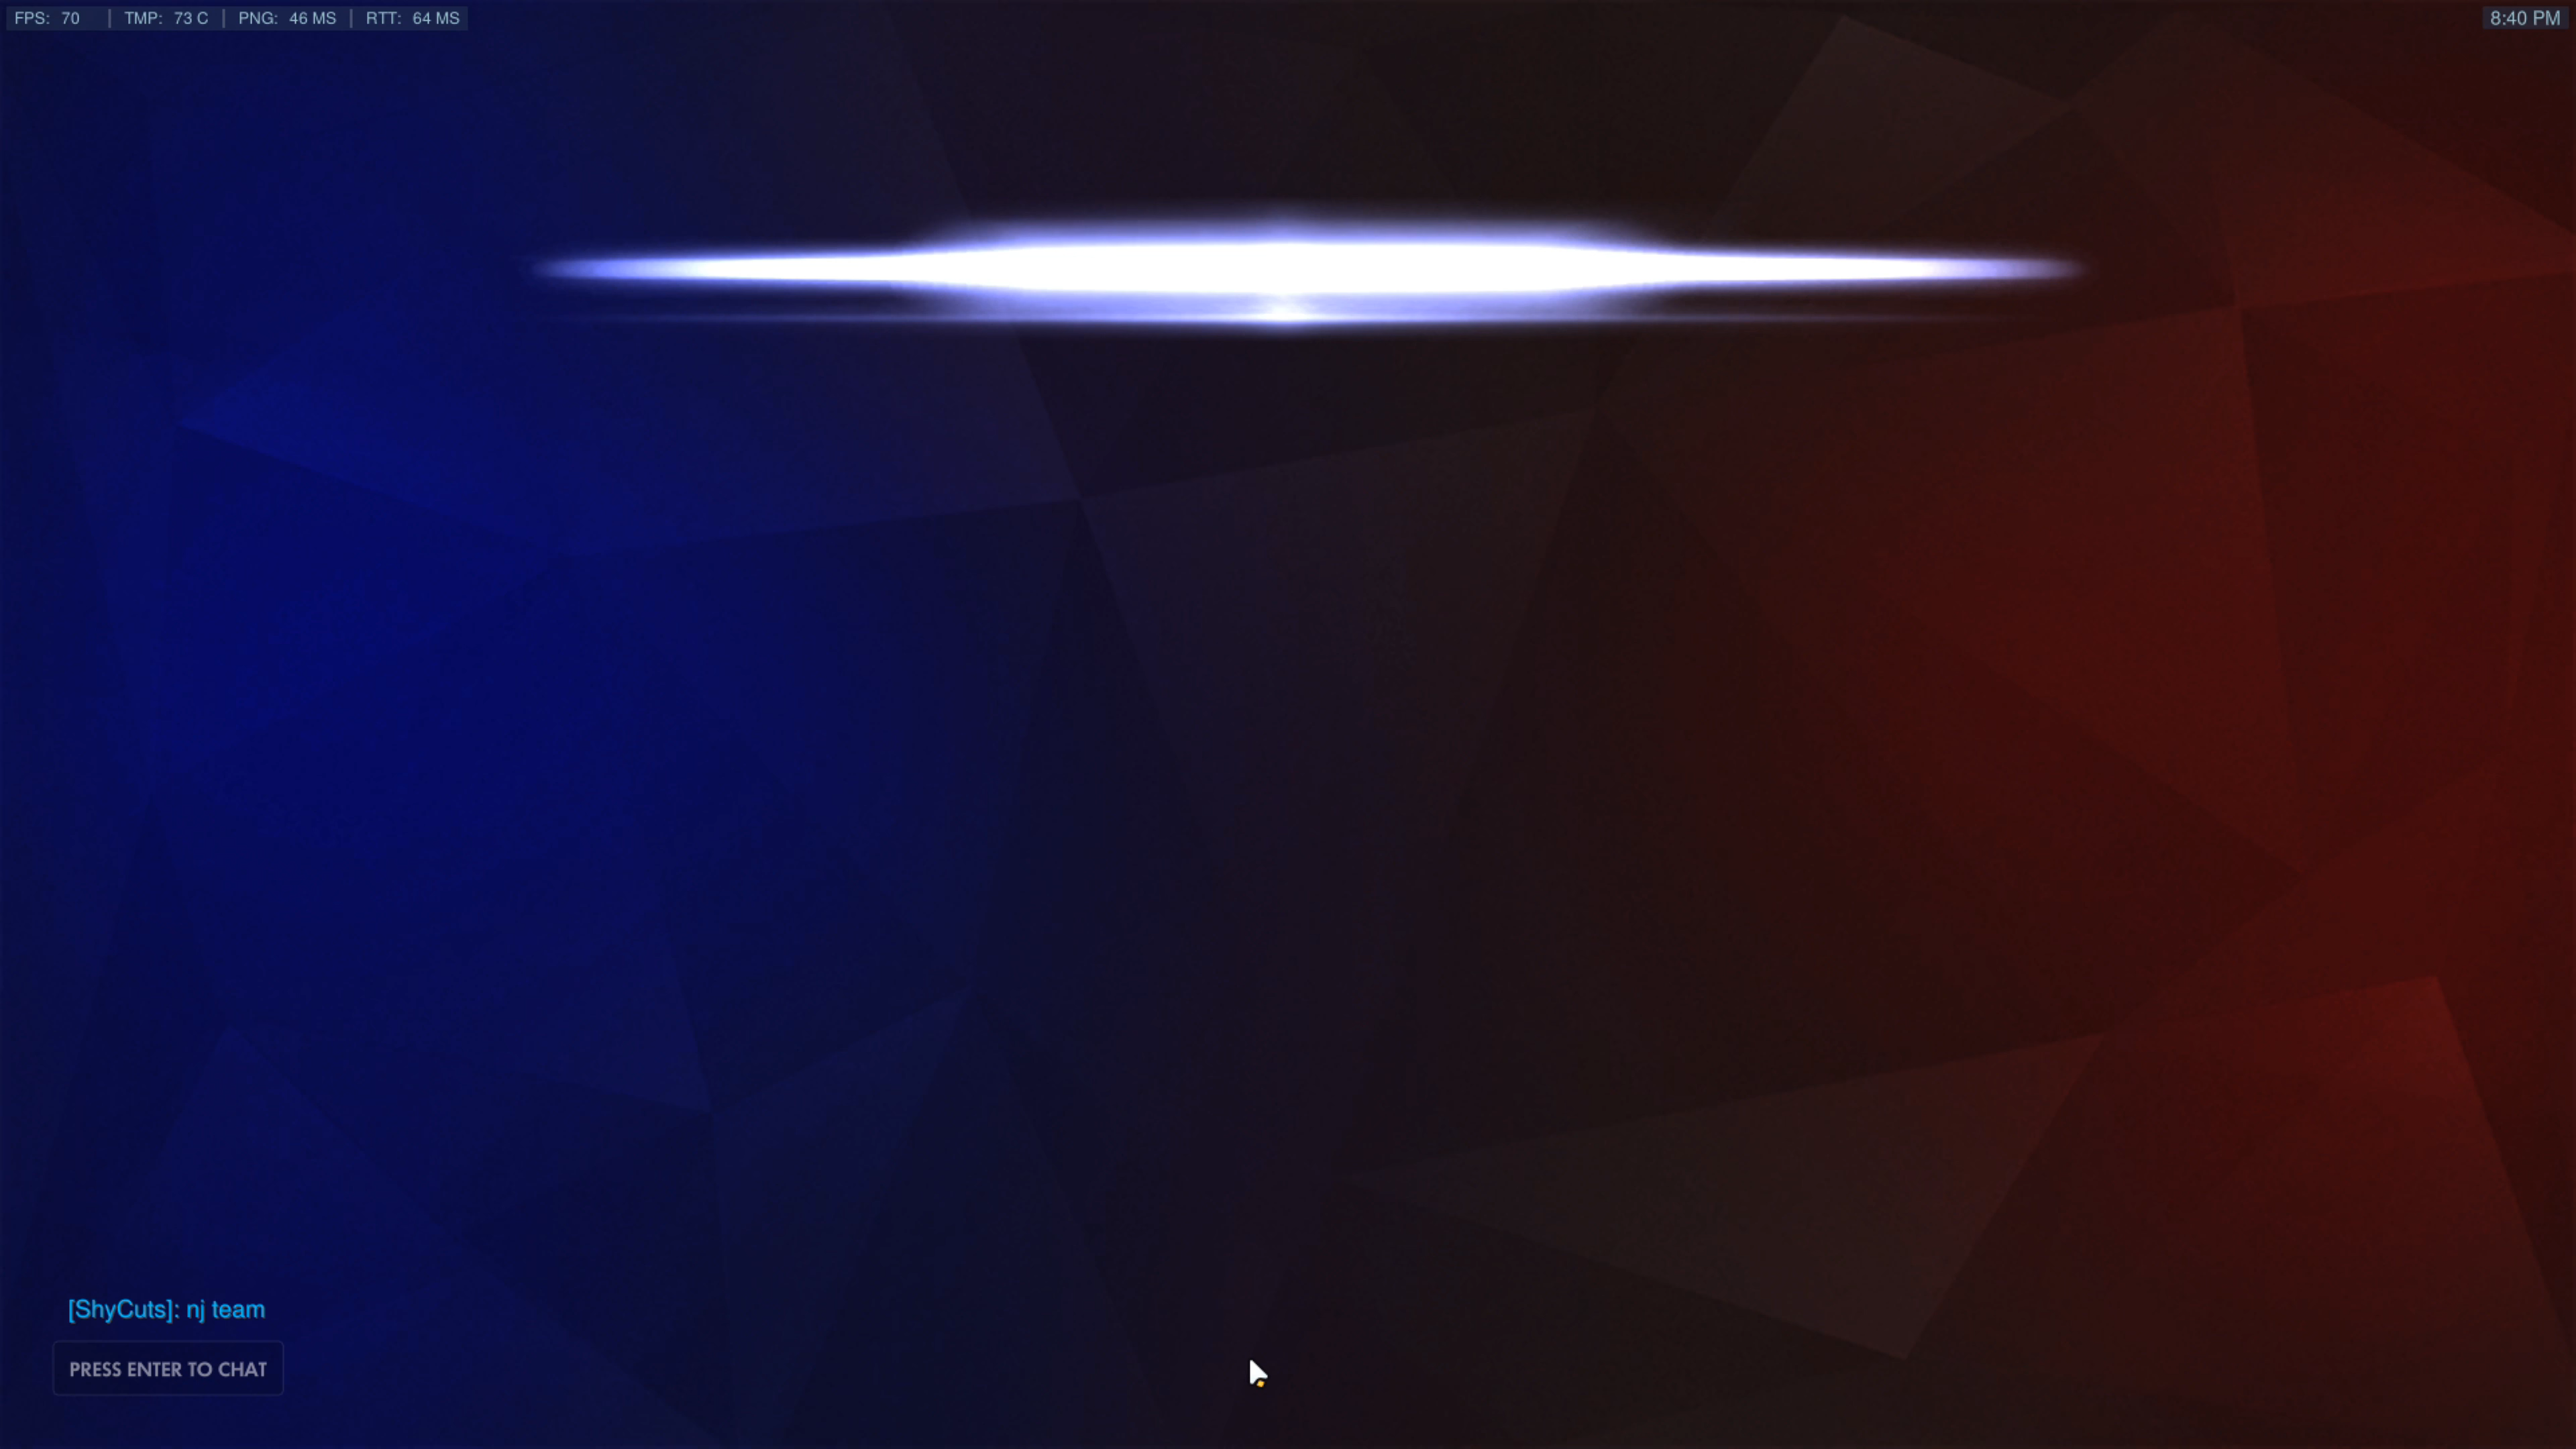 FPS: 70 | TMP: 73 C | PNG: 46 MS | RTT: 64 MS
8:40 PM
[ShyCuts]: nj team
PRESS ENTER TO CHAT